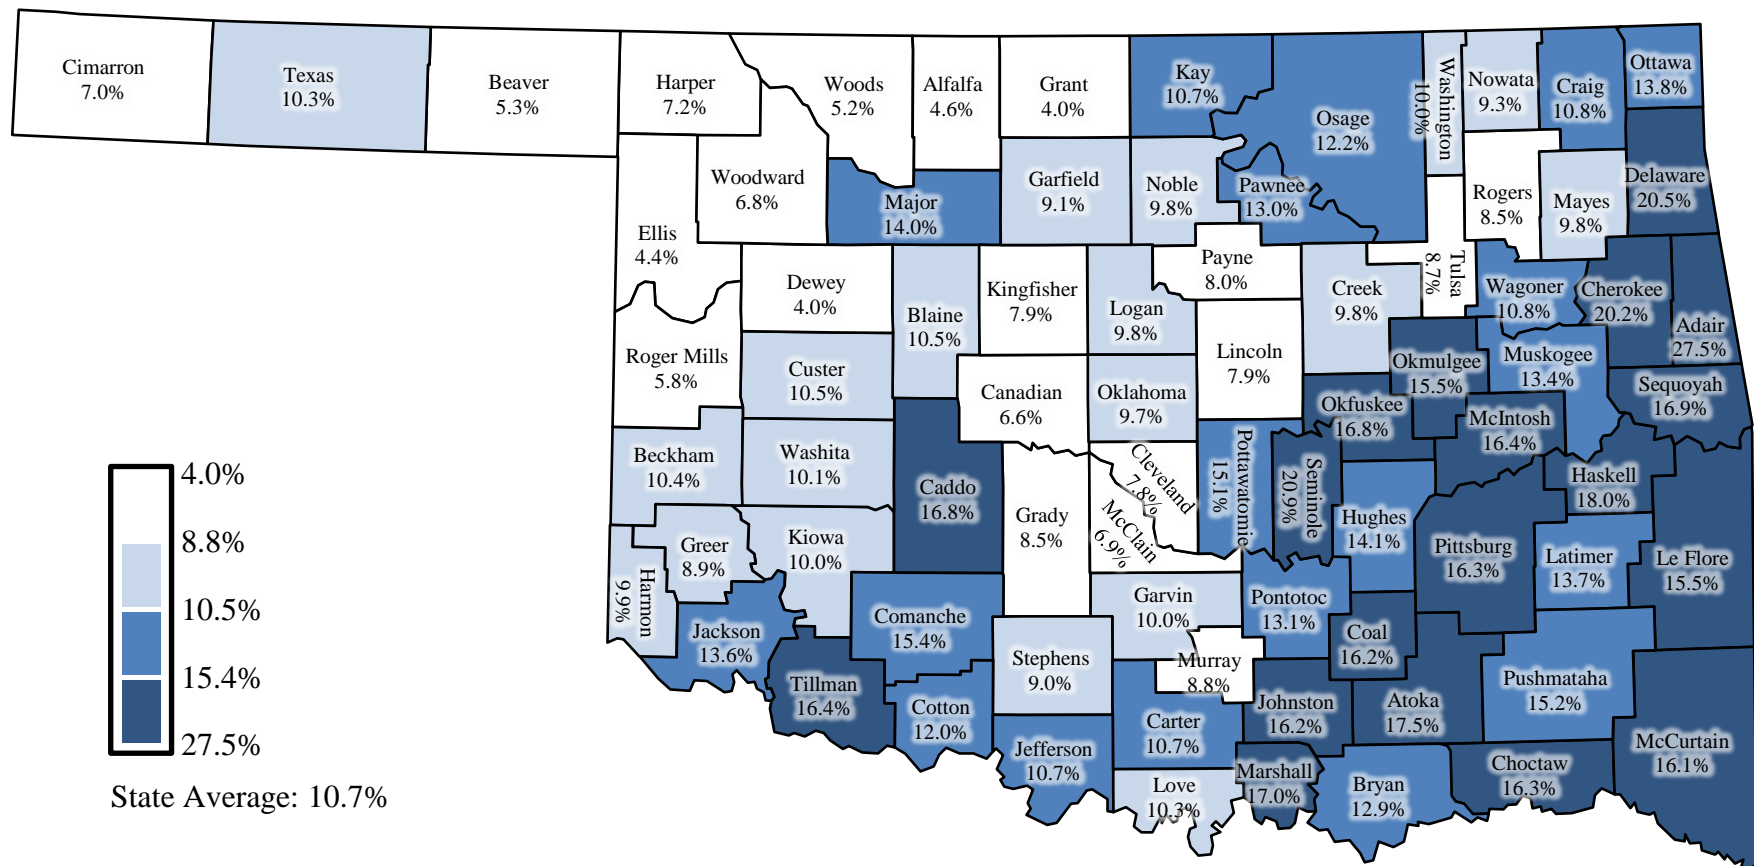 Cimarron
7.0%
Texas
10.3%
Beaver
5.3%
Harper
7.2%
Woods
5.2%
Alfalfa
4.6%
Grant
4.0%
Kay
10.7%
Osage
12.2%
Washington
10.0%
Nowata
9.3%
Craig
10.8%
Ottawa
13.8%
Woodward
6.8%
Major
14.0%
Garfield
9.1%
Noble
9.8%
Pawnee
13.0%
Rogers
8.5%
Mayes
9.8%
Delaware
20.5%
Ellis
4.4%
Dewey
4.0%
Blaine
10.5%
Kingfisher
7.9%
Logan
9.8%
Payne
8.0%
Creek
9.8%
Tulsa
8.7%
Wagoner
10.8%
Cherokee
20.2%
Adair
27.5%
Roger Mills
5.8%
Custer
10.5%
Canadian
6.6%
Oklahoma
9.7%
Lincoln
7.9%
Okmulgee
15.5%
Muskogee
13.4%
Sequoyah
16.9%
Okfuskee
16.8%
McIntosh
16.4%
Beckham
10.4%
Washita
10.1%
Caddo
16.8%
Grady
8.5%
Cleveland
7.8%
McClain
6.9%
Pottawatomie
15.1%
Seminole
20.9%
Hughes
14.1%
Haskell
18.0%
Pittsburg
16.3%
Latimer
13.7%
Le Flore
15.5%
Greer
8.9%
Kiowa
10.0%
Harmon
9.9%
Jackson
13.6%
Comanche
15.4%
Garvin
10.0%
Pontotoc
13.1%
Coal
16.2%
Tillman
16.4%
Cotton
12.0%
Stephens
9.0%
Murray
8.8%
Johnston
16.2%
Atoka
17.5%
Pushmataha
15.2%
Jefferson
10.7%
Carter
10.7%
Love
10.3%
Marshall
17.0%
Bryan
12.9%
Choctaw
16.3%
McCurtain
16.1%
4.0%
8.8%
10.5%
15.4%
27.5%
State Average: 10.7%